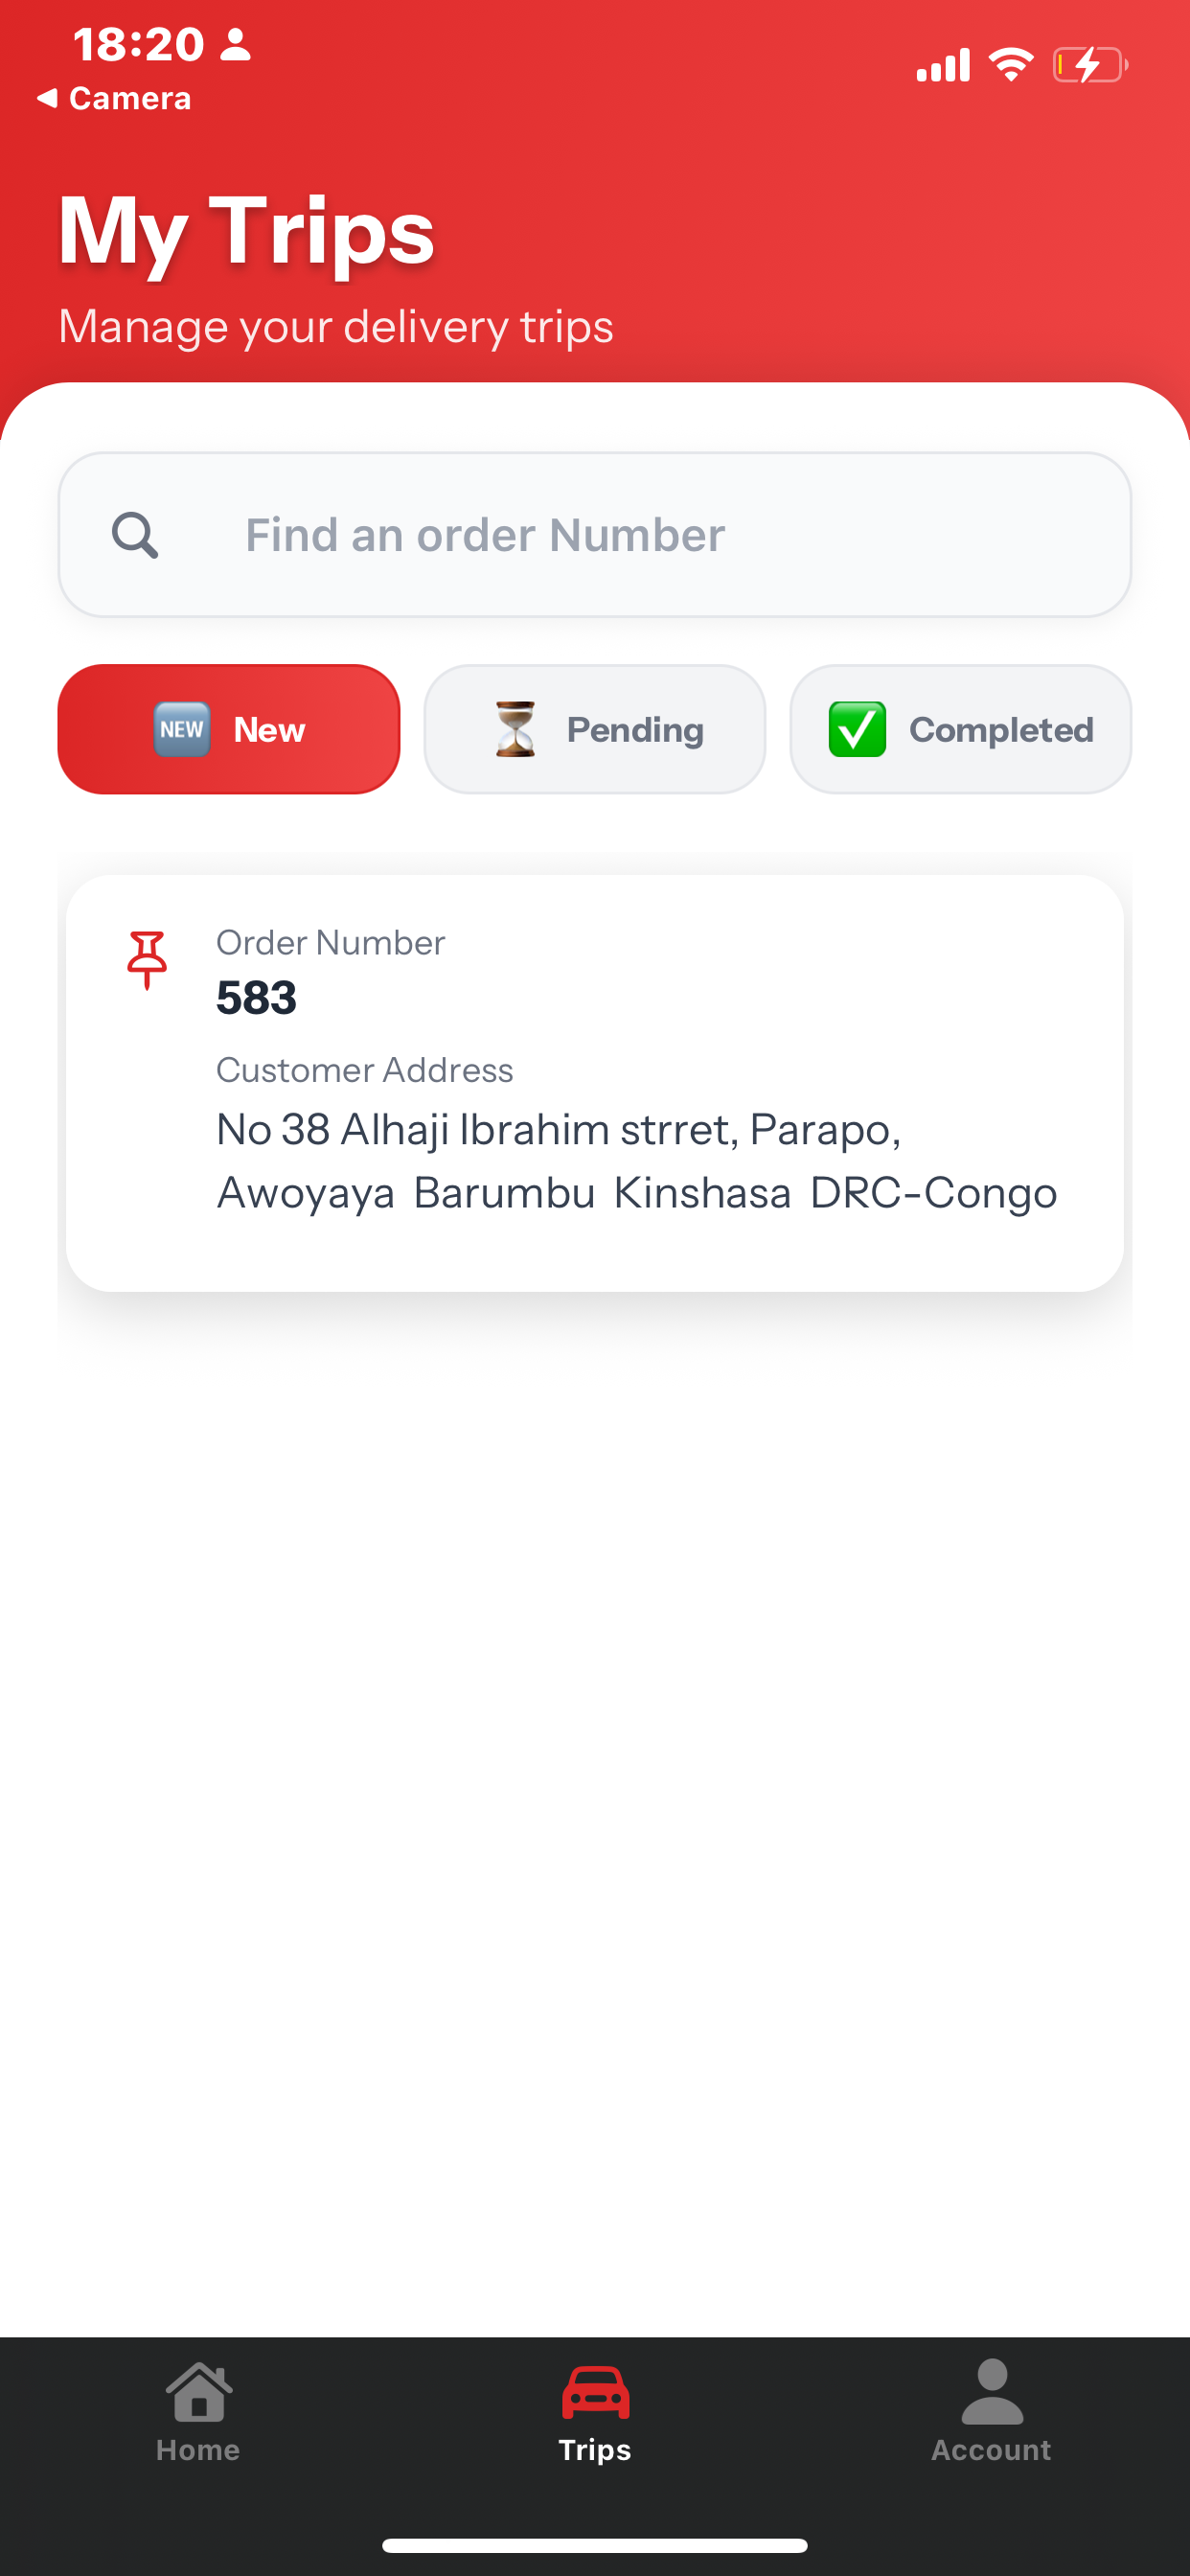 18:20
Camera
My Trips
Manage your delivery trips
Find an order Number
NEW New
Pending
Completed
Order Number
583
Customer Address
No 38 Alhaji Ibrahim strret, Parapo,
Awoyaya  Barumbu  Kinshasa  DRC-Congo
Home
Trips
Account